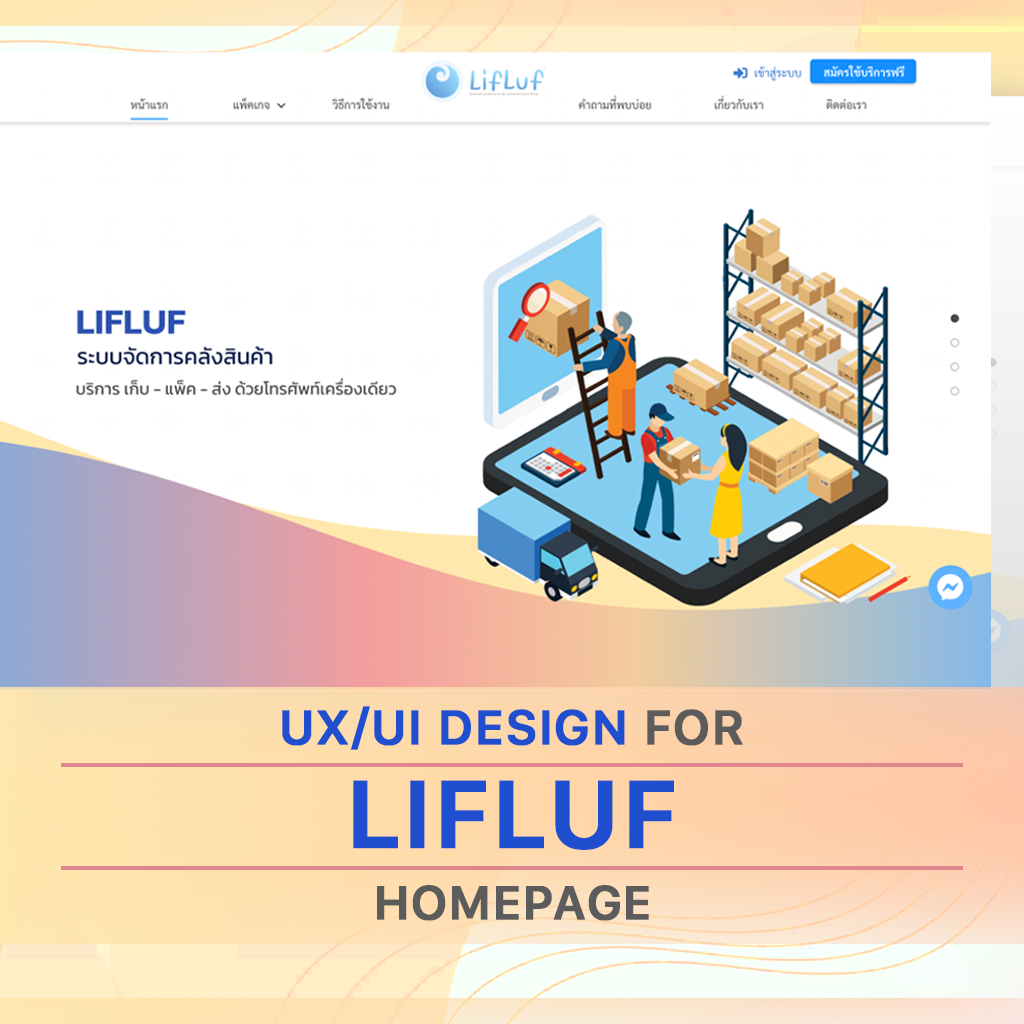 LifLuf
เข้าสู่ระบบ
สมัครใช้บริการฟรี
หน้าแรก
แพ็คเกจ
วิธีการใช้งาน
คำถามที่พบบ่อย
เกี่ยวกับเรา
ติดต่อเรา
LIFLUF
ระบบจัดการคลังสินค้า
บริการ เก็บ - แพ็ค - ส่ง ด้วยโทรศัพท์เครื่องเดียว
UX/UI DESIGN FOR
LIFLUF
HOMEPAGE